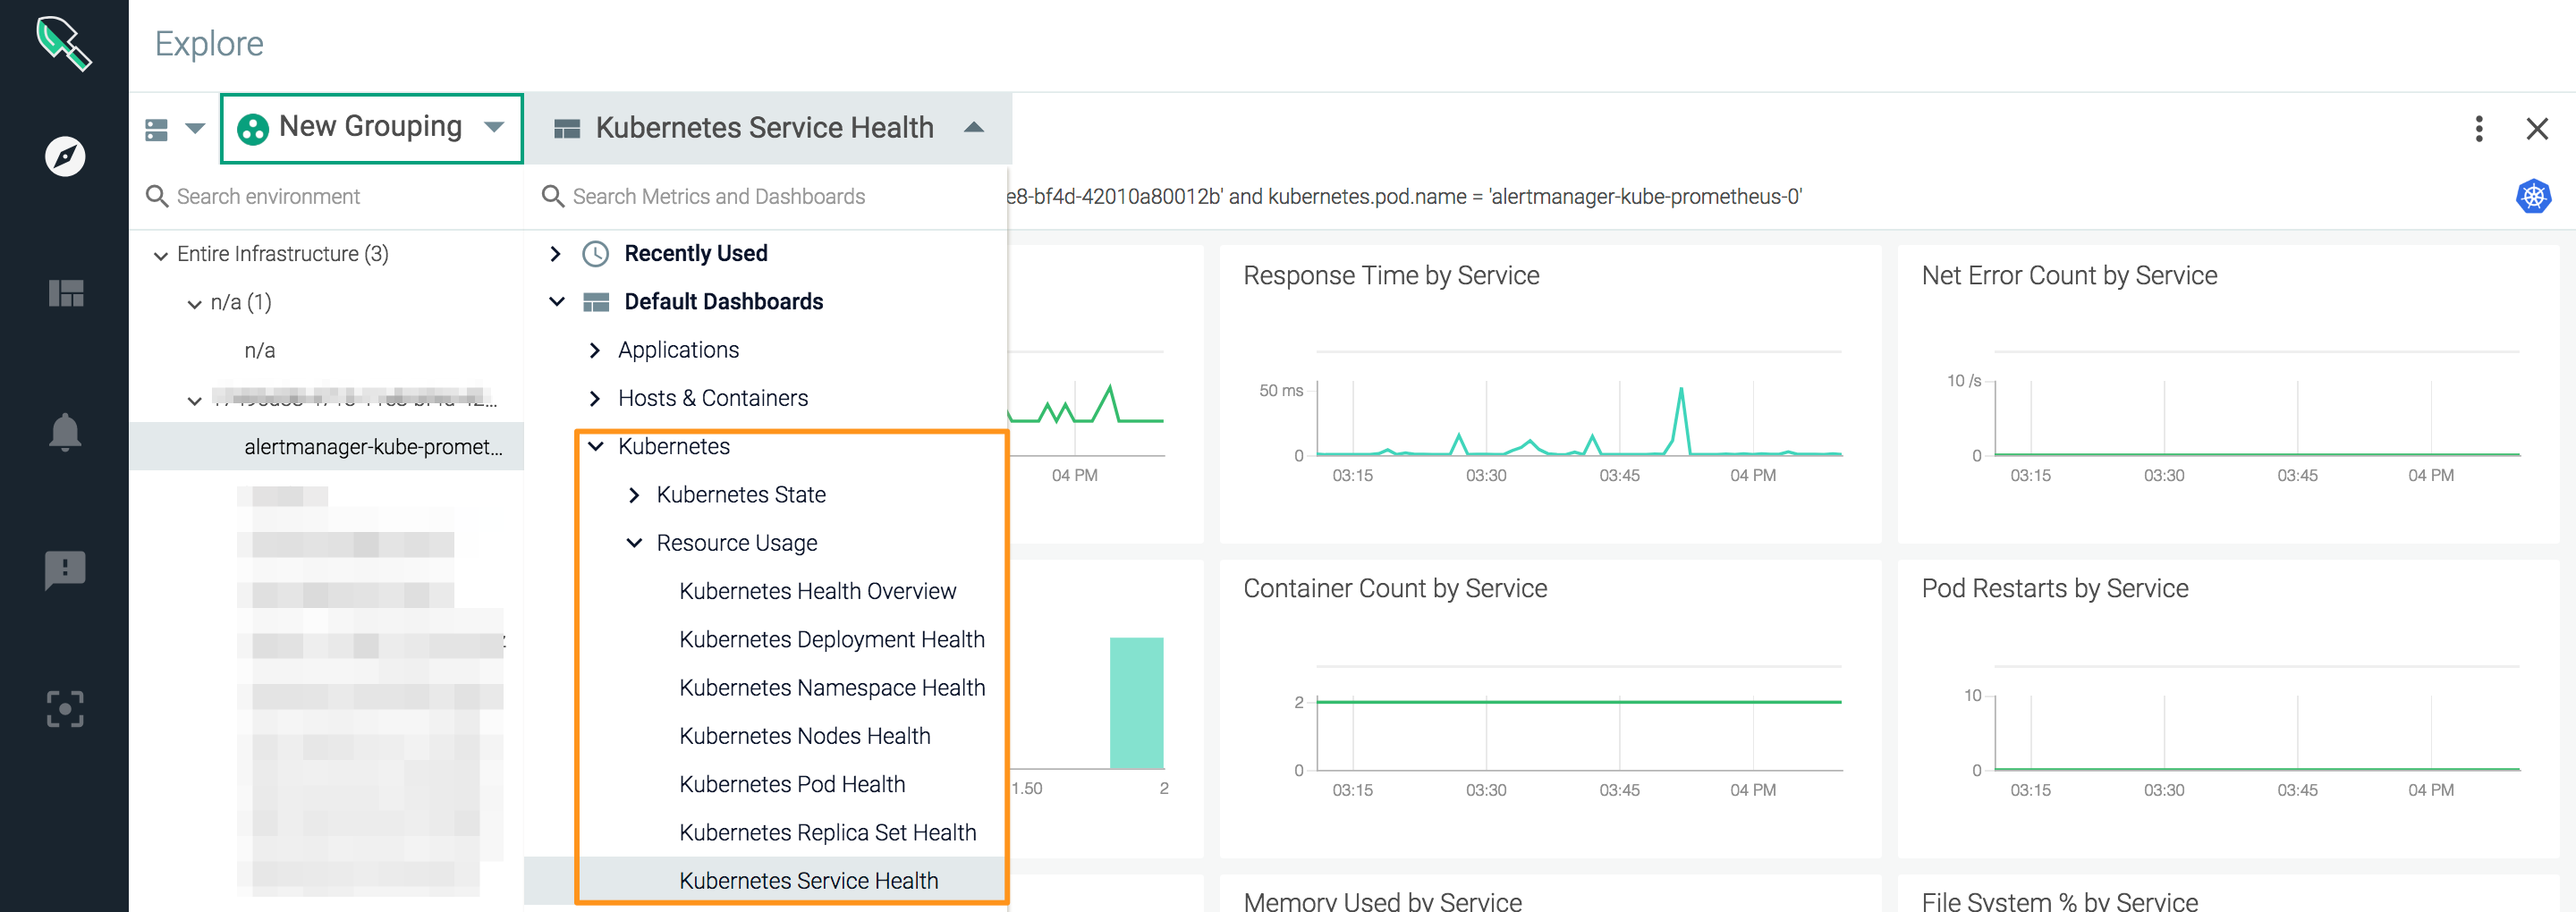 Explore
New Grouping
Kubernetes Service Health
Search environment
Search Metrics and Dashboards
e8-bf4d-42010a80012b' and kubernetes.pod.name = 'alertmanager-kube-prometheus-0'
Entire Infrastructure (3)
n/a (1)
n/a
alertmanager-kube-promet...
Recently Used
Default Dashboards
Applications
Hosts & Containers
Kubernetes
Kubernetes State
Resource Usage
Kubernetes Health Overview
Kubernetes Deployment Health
Kubernetes Namespace Health
Kubernetes Nodes Health
Kubernetes Pod Health
Kubernetes Replica Set Health
Kubernetes Service Health
04 PM
1.50 2
Response Time by Service
50 ms
0
03:15 03:30 03:45 04 PM
Net Error Count by Service
10 /s
0
03:15 03:30 03:45 04 PM
Container Count by Service
2
0
03:15 03:30 03:45 04 PM
Pod Restarts by Service
10
0
03:15 03:30 03:45 04 PM
Memory Used by Service
File System % by Service